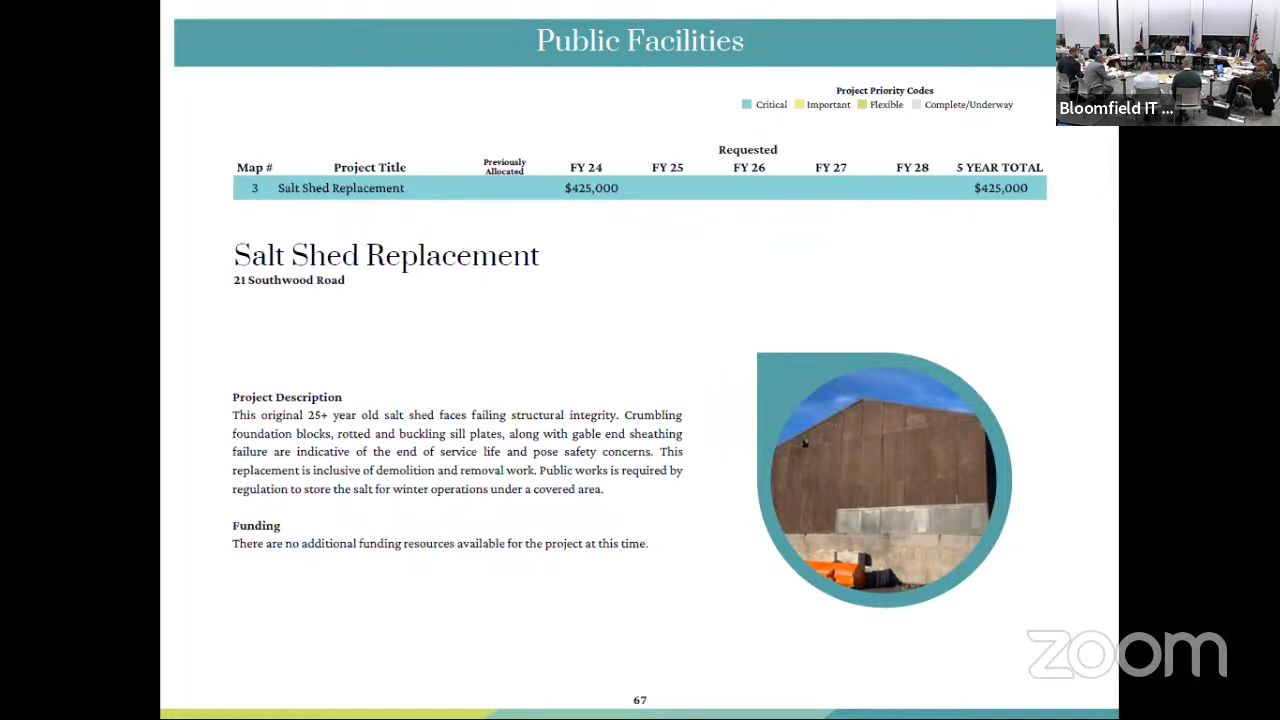 Public Facilities
Bloomfield IT ...
Project Priority Codes
Critical Important Flexible Complete/Underway
Requested
Map # Project Title Previously Allocated FY 24 FY 25 FY 26 FY 27 FY 28 5 YEAR TOTAL
3 Salt Shed Replacement $425,000 $425,000
Salt Shed Replacement
21 Southwood Road
Project Description
This original 25+ year old salt shed faces failing structural integrity. Crumbling
foundation blocks, rotted and buckling sill plates, along with gable end sheathing
failure are indicative of the end of service life and pose safety concerns. This
replacement is inclusive of demolition and removal work. Public works is required by
regulation to store the salt for winter operations under a covered area.
Funding
There are no additional funding resources available for the project at this time.
zoom
67